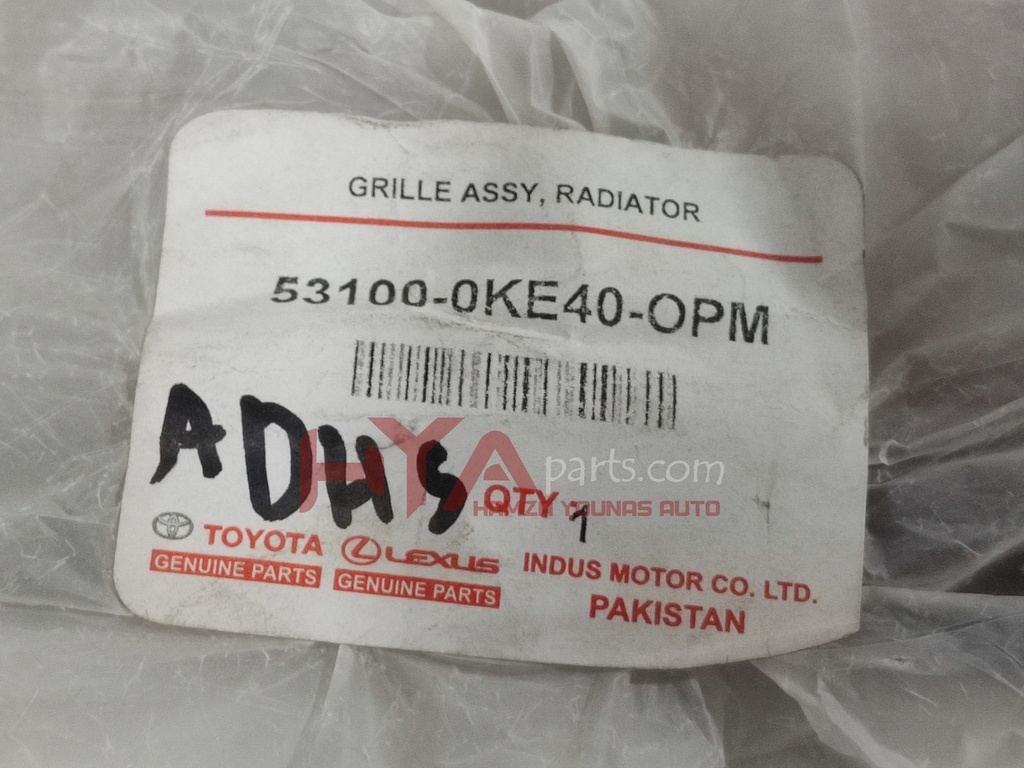 GRILLE ASSY, RADIATOR
53100-0KE40-OPM
ADHS
HYAparts.com
HAMZA YOUNAS AUTO
QTY 1
TOYOTA
GENUINE PARTS
LEXUS
GENUINE PARTS
INDUS MOTOR CO. LTD.
PAKISTAN